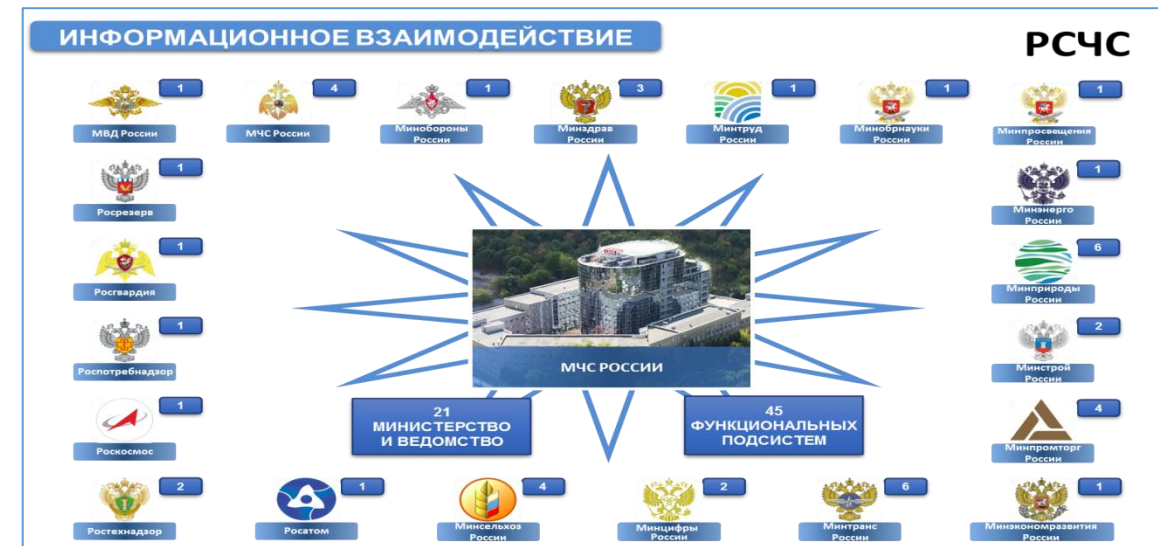 ИНФОРМАЦИОННОЕ ВЗАИМОДЕЙСТВИЕ
РСЧС
1
МВД России
4
МЧС России
1
Минобороны
России
3
Минздрав
России
1
Минтруд
России
1
Минобрнауки
России
1
Минпросвещения
России
1
Росрезерв
1
Минэнерго
России
1
Росгвардия
6
Минприроды
России
1
Роспотребнадзор
2
Минстрой
России
МЧС РОССИИ
1
Роскосмос
21
МИНИСТЕРСТВО
И ВЕДОМСТВО
45
ФУНКЦИОНАЛЬНЫХ
ПОДСИСТЕМ
4
Минпромторг
России
2
Ростехнадзор
1
Росатом
4
Минсельхоз
России
2
Минцифры
России
6
Минтранс
России
1
Минэкономразвития
России